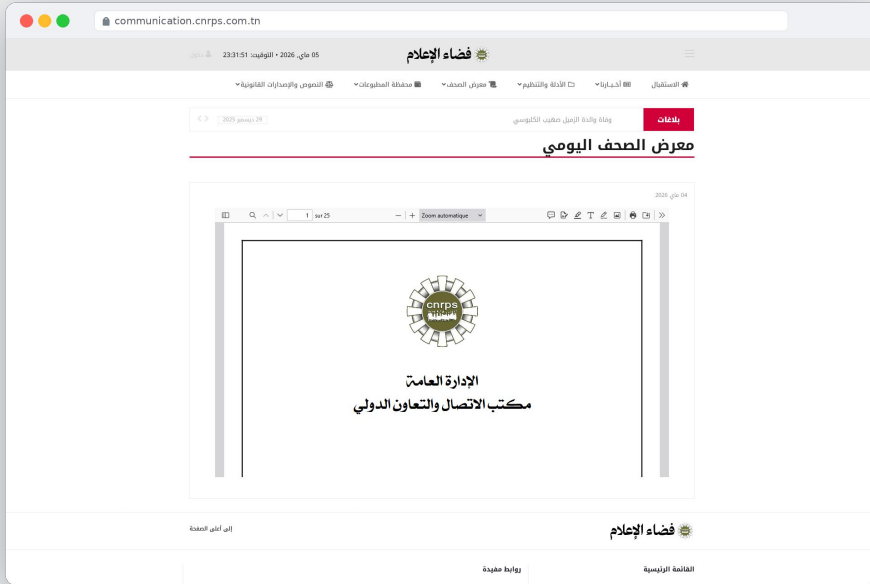 communication.cnrps.com.tn
فضاء الإعلام
05 ماي, 2026 • التوقيت: 23:31:51
دخول
الاستقبال
أخبارنا
الأدلة والتنظيم
معرض الصحف
محفظة المطبوعات
النصوص والإصدارات القانونية
بلاغات
وفاة والدة الزميل صهيب الكلبوسي
29 ديسمبر 2025
معرض الصحف اليومي
04 ماي 2026.
1 sur 25
Zoom automatique
cnrps
الإدارة العامة
مكتب الاتصال والتعاون الدولي
فضاء الإعلام
إلى أعلى الصفحة
القائمة الرئيسية
روابط مفيدة